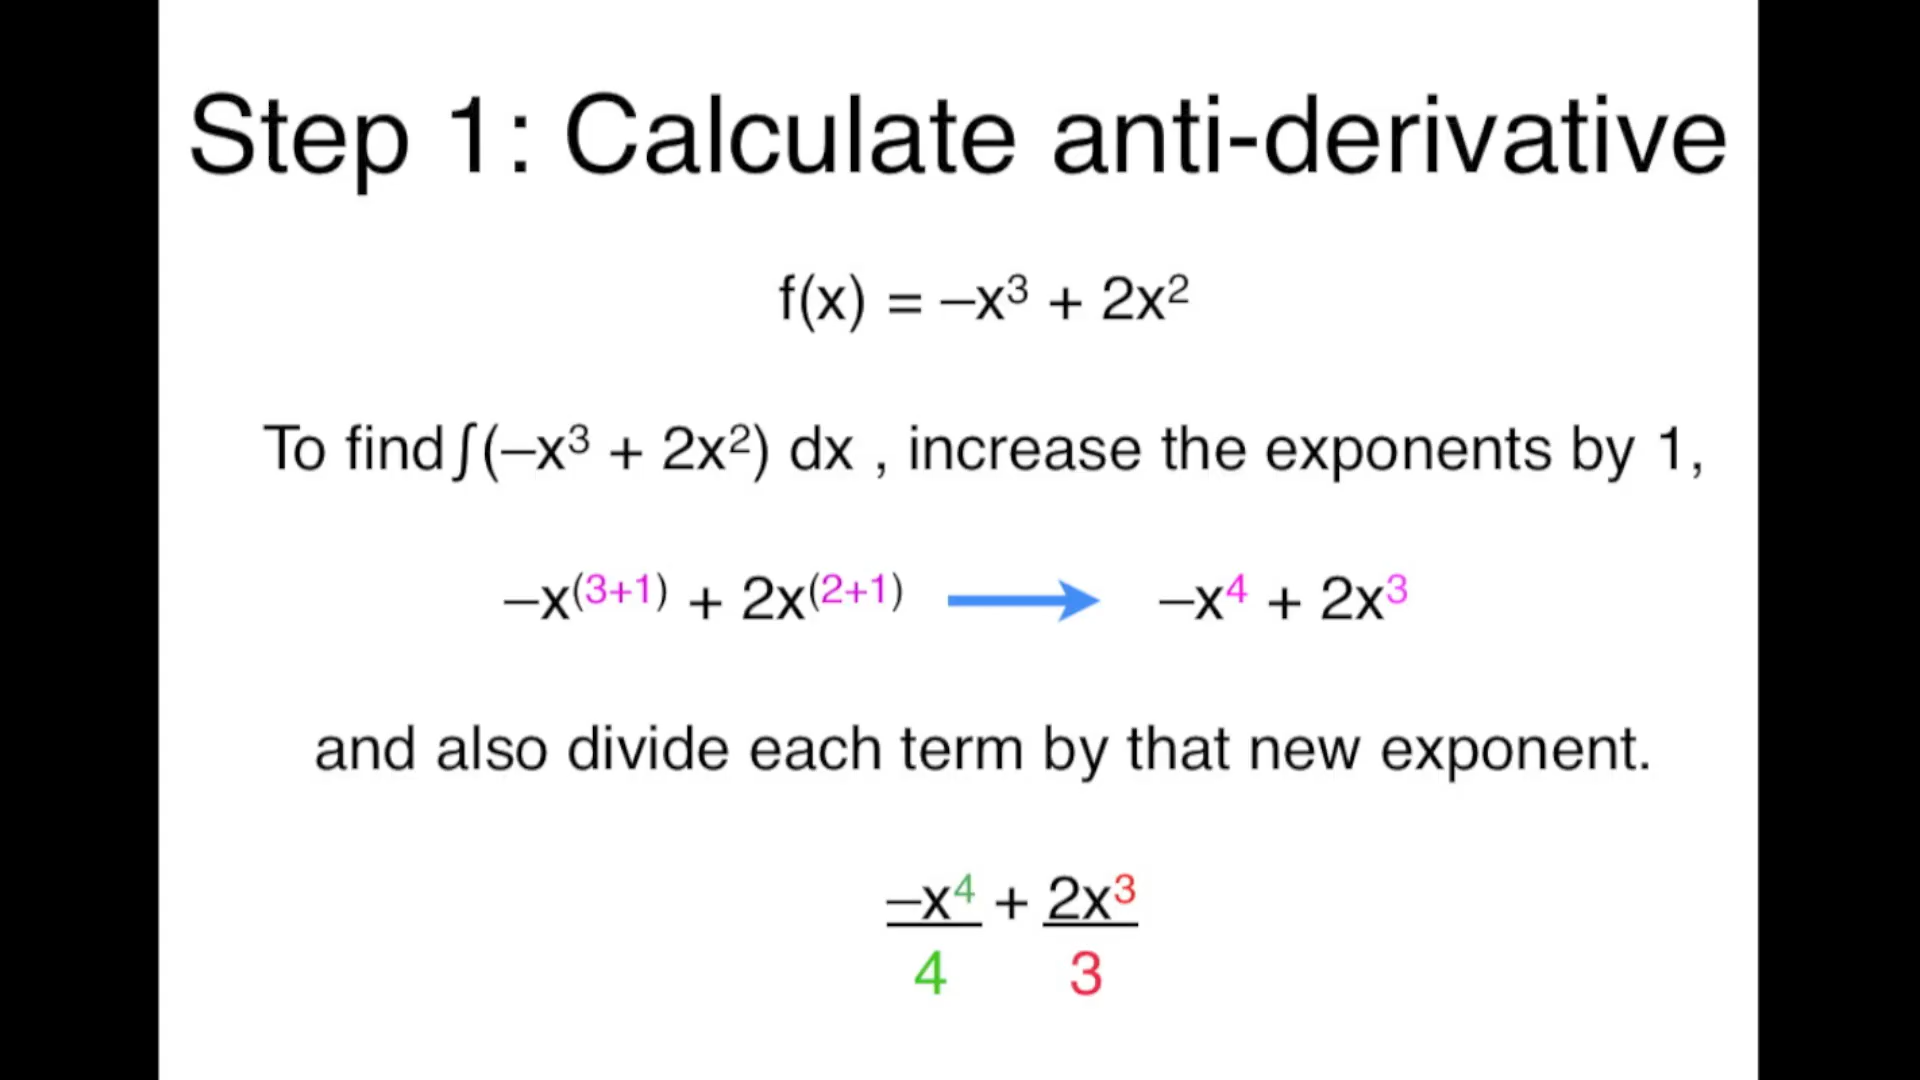 Step 1: Calculate anti-derivative
f(x) = –x³ + 2x²
To find ∫(–x³ + 2x²) dx , increase the exponents by 1,
–x⁽³⁺¹⁾ + 2x⁽²⁺¹⁾ → –x⁴ + 2x³
and also divide each term by that new exponent.
–x⁴ + 2x³
4 3